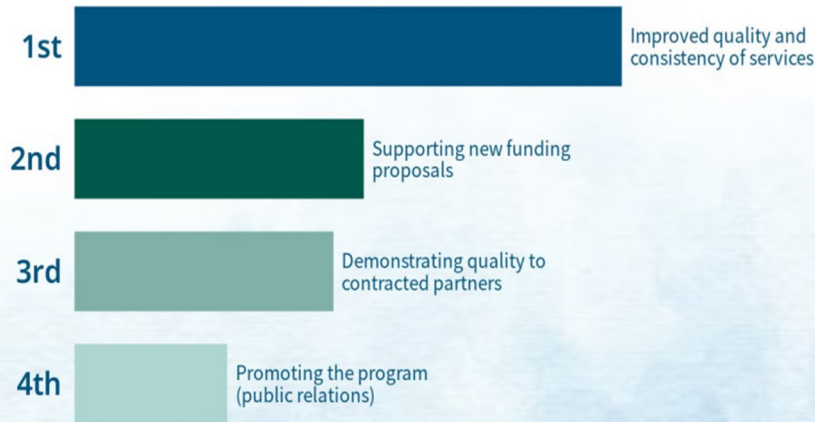 1st
Improved quality and
consistency of services
2nd
Supporting new funding
proposals
3rd
Demonstrating quality to
contracted partners
4th
Promoting the program
(public relations)